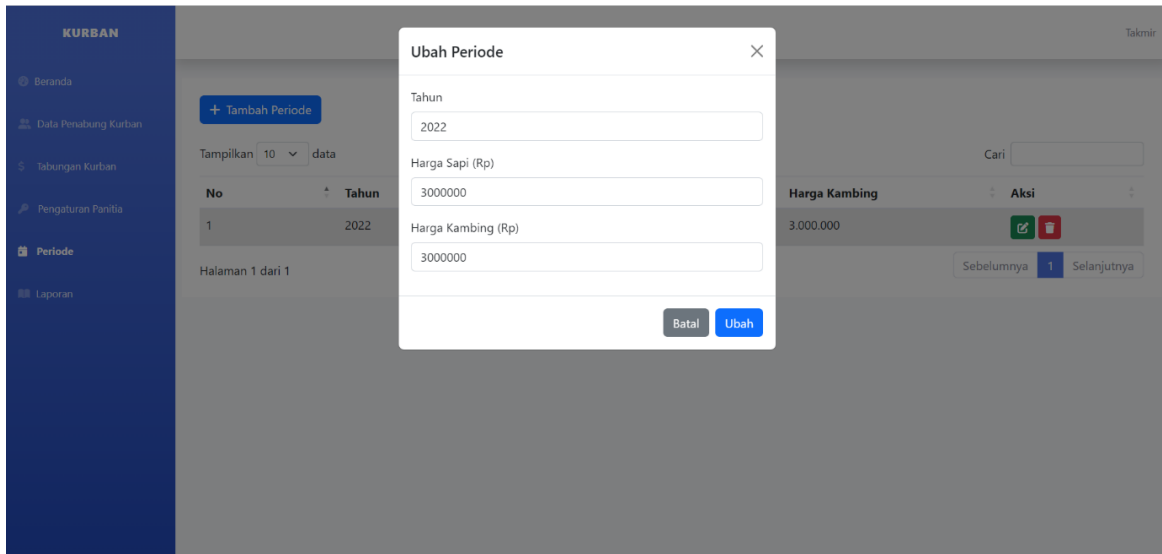 KURBAN
Takmir
Beranda
Data Penabung Kurban
$ Tabungan Kurban
Pengaturan Panitia
Periode
Laporan
+ Tambah Periode
Tampilkan 10 data
Cari
No Tahun Harga Kambing Aksi
1 2022 3.000.000
Halaman 1 dari 1
Sebelumnya 1 Selanjutnya
Ubah Periode
Tahun
2022
Harga Sapi (Rp)
3000000
Harga Kambing (Rp)
3000000
Batal Ubah